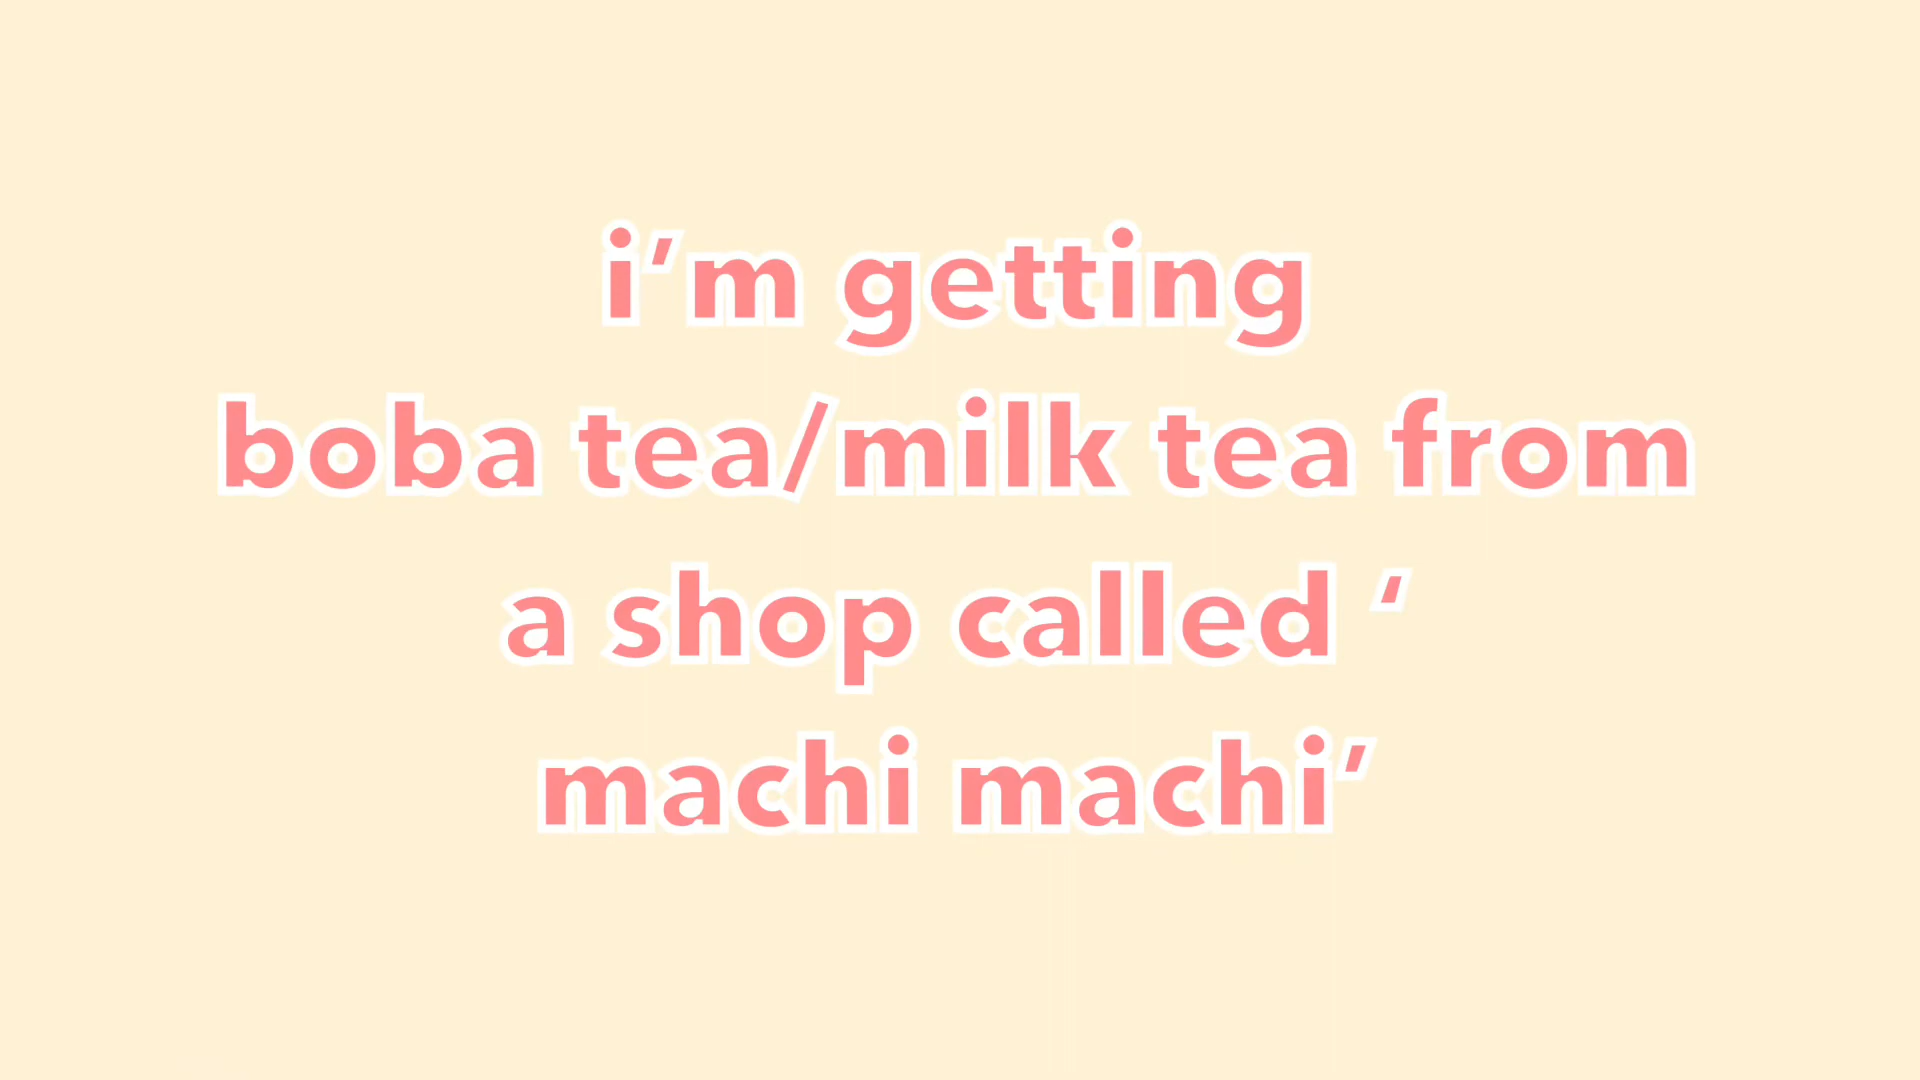 i’m getting
boba tea/milk tea from
a shop called ‘
machi machi’